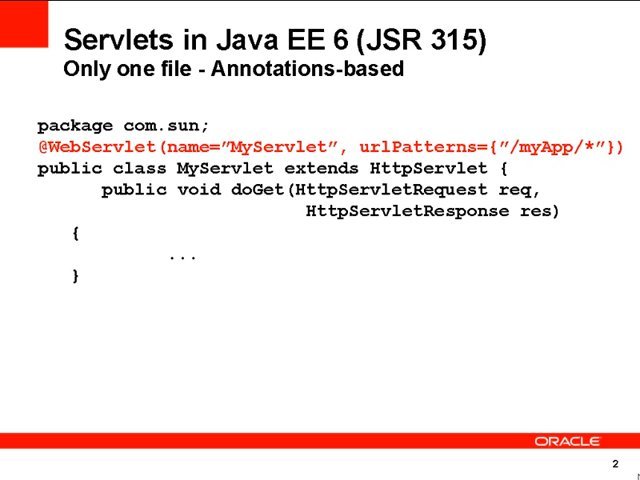 Servlets in Java EE 6 (JSR 315)
Only one file - Annotations-based
package com.sun;
@WebServlet(name=”MyServlet”, urlPatterns={”/myApp/*”})
public class MyServlet extends HttpServlet {
public void doGet(HttpServletRequest req,
HttpServletResponse res)
{
...
}
ORACLE
2